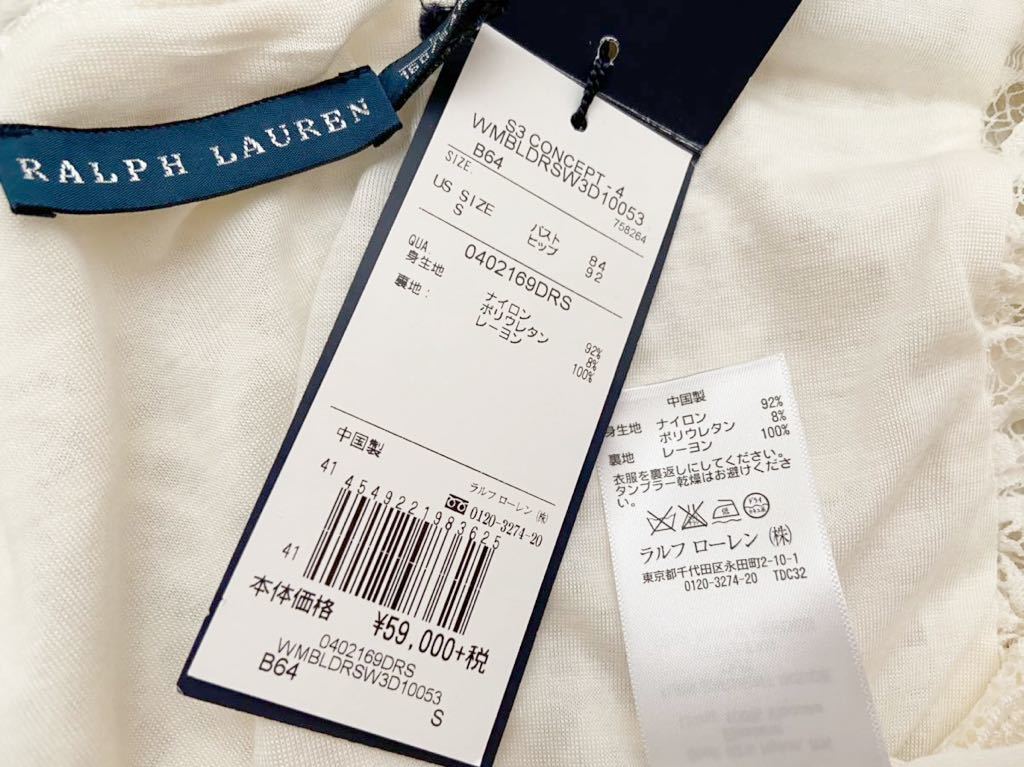 RALPH LAUREN
S3 CONCEPT-4
WMBLDRSW3D10053
B64
758264
SIZE.
US SIZE バスト 84
S ヒップ 92
0402169DRS
QUA.
身生地 ナイロン 92%
ポリウレタン 8%
裏地: レーヨン 100%
中国製
ラルフ ローレン ㈱
0120-3274-20
41
4549221983625
41
本体価格
¥59,000+税
0402169DRS
WMBLDRSW3D10053
B64
S
中国製
身生地 ナイロン 92%
ポリウレタン 8%
裏地 レーヨン 100%
衣服を裏返しにしてください。
タンブラー乾燥はお避けくださ
い。
低
ドライ
ラルフ ローレン ㈱
東京都千代田区永田町2-10-1
0120-3274-20 TDC32